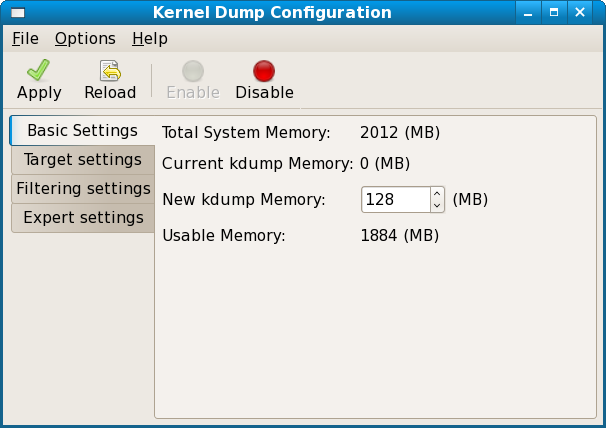 Kernel Dump Configuration
File Options Help
Apply Reload Enable Disable
Basic Settings
Target settings
Filtering settings
Expert settings
Total System Memory: 2012 (MB)
Current kdump Memory: 0 (MB)
New kdump Memory: 128 (MB)
Usable Memory: 1884 (MB)